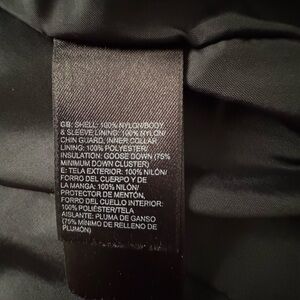 GB: SHELL: 100% NYLON/BODY
& SLEEVE LINING: 100% NYLON/
CHIN GUARD, INNER COLLAR
LINING: 100% POLYESTER/
INSULATION: GOOSE DOWN (75%
MINIMUM DOWN CLUSTER)
E: TELA EXTERIOR: 100% NILÓN/
FORRO DEL CUERPO Y DE
LA MANGA: 100% NILÓN/
PROTECTOR DE MENTÓN,
FORRO DEL CUELLO INTERIOR:
100% POLIÉSTER/TELA
AISLANTE: PLUMA DE GANSO
(75% MÍNIMO DE RELLENO DE
PLUMÓN)